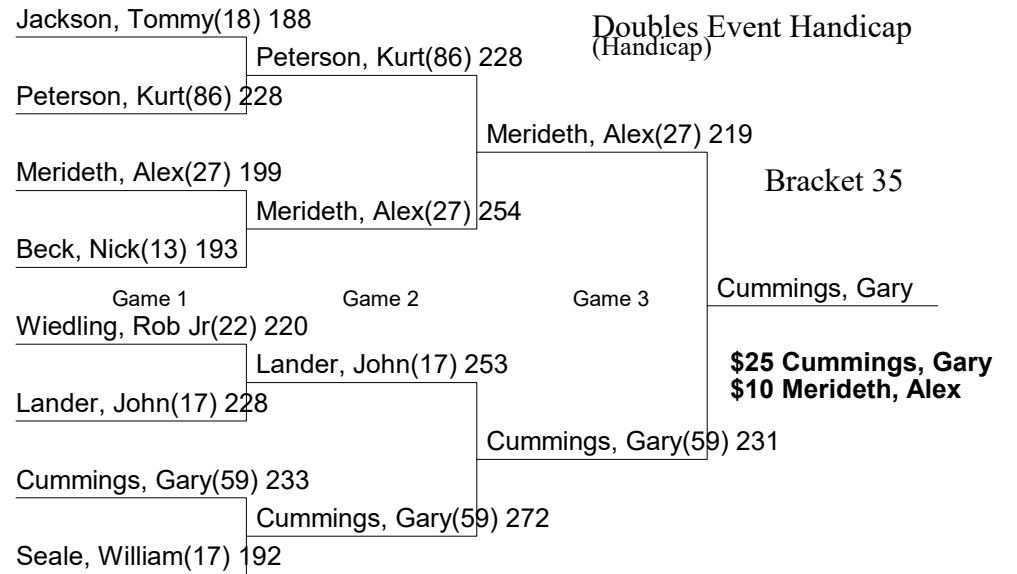 Jackson, Tommy(18) 188
Doubles Event Handicap
(Handicap)
Peterson, Kurt(86) 228
Peterson, Kurt(86) 228
Merideth, Alex(27) 219
Merideth, Alex(27) 199
Bracket 35
Merideth, Alex(27) 254
Beck, Nick(13) 193
Game 1 Game 2 Game 3
Cummings, Gary
Wiedling, Rob Jr(22) 220
Lander, John(17) 253
$25 Cummings, Gary
$10 Merideth, Alex
Lander, John(17) 228
Cummings, Gary(59) 231
Cummings, Gary(59) 233
Cummings, Gary(59) 272
Seale, William(17) 192